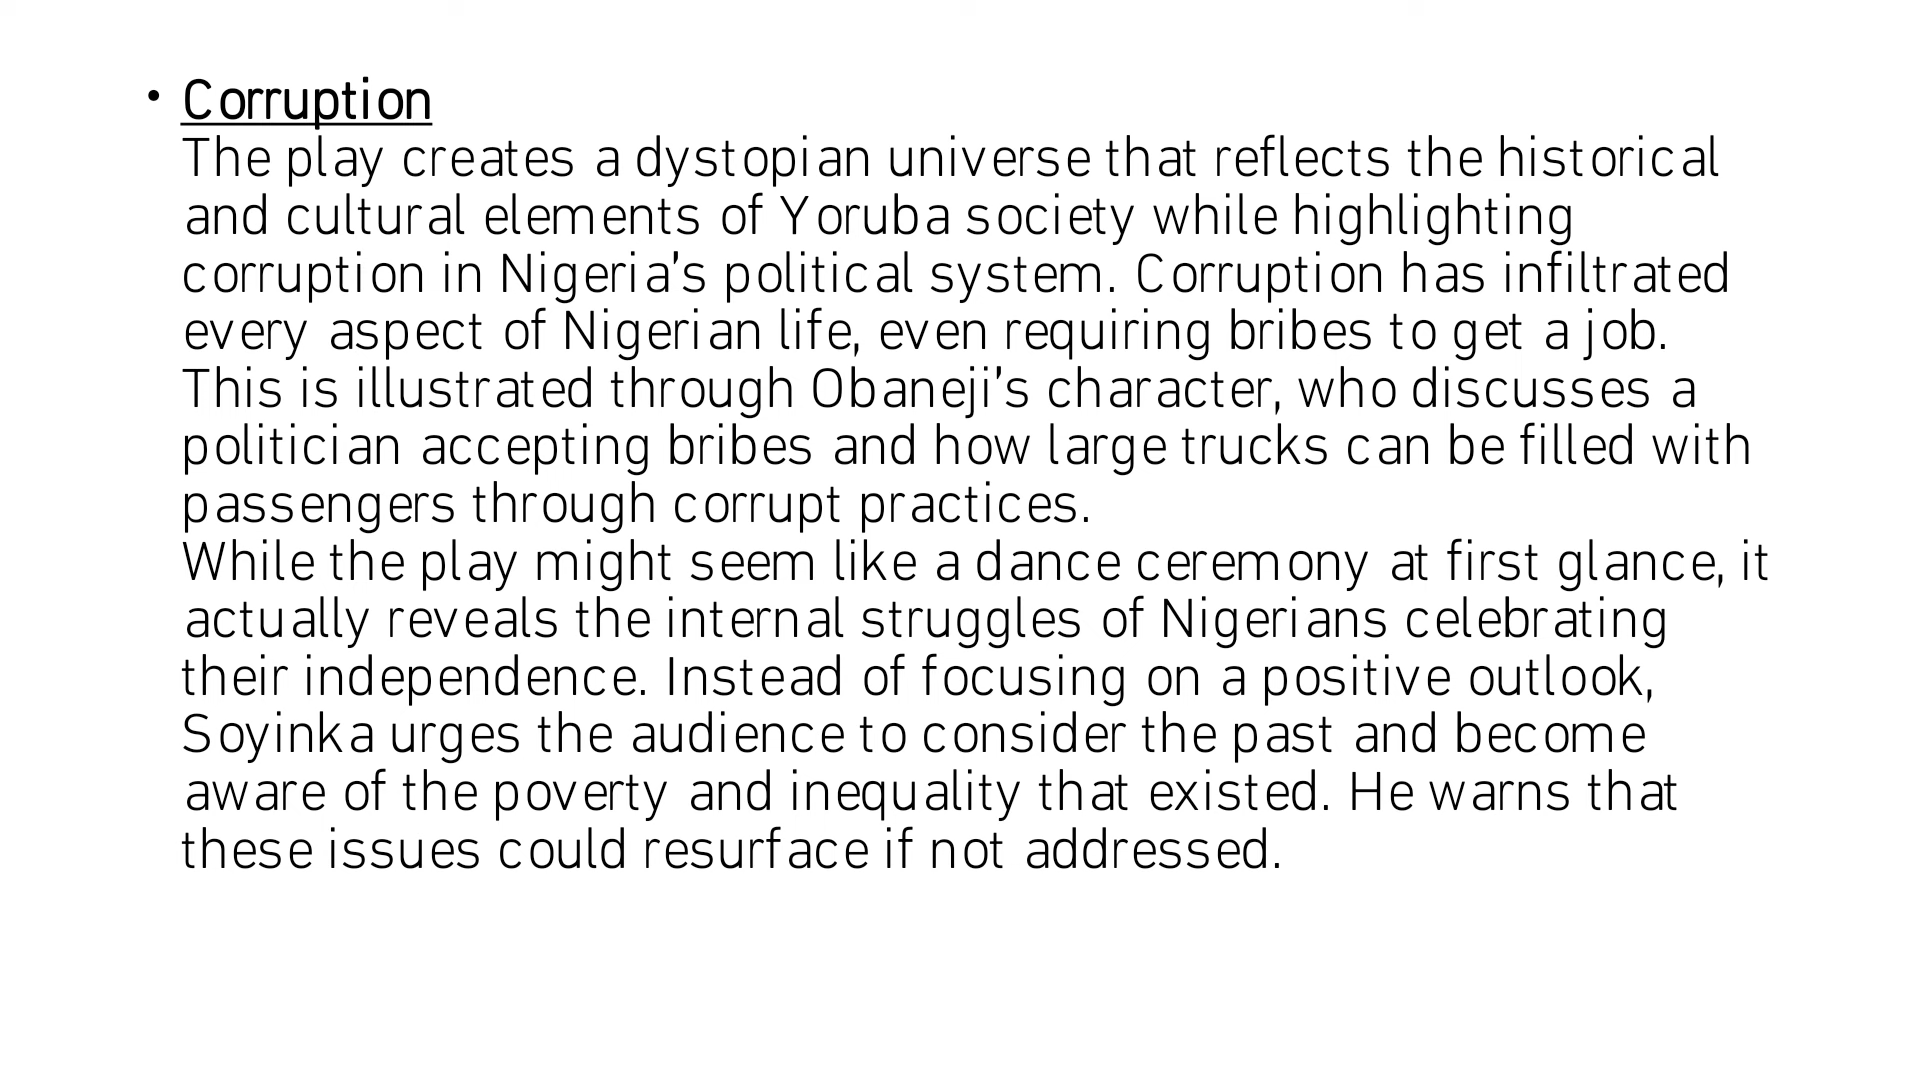 • Corruption
The play creates a dystopian universe that reflects the historical
and cultural elements of Yoruba society while highlighting
corruption in Nigeria’s political system. Corruption has infiltrated
every aspect of Nigerian life, even requiring bribes to get a job.
This is illustrated through Obaneji’s character, who discusses a
politician accepting bribes and how large trucks can be filled with
passengers through corrupt practices.
While the play might seem like a dance ceremony at first glance, it
actually reveals the internal struggles of Nigerians celebrating
their independence. Instead of focusing on a positive outlook,
Soyinka urges the audience to consider the past and become
aware of the poverty and inequality that existed. He warns that
these issues could resurface if not addressed.